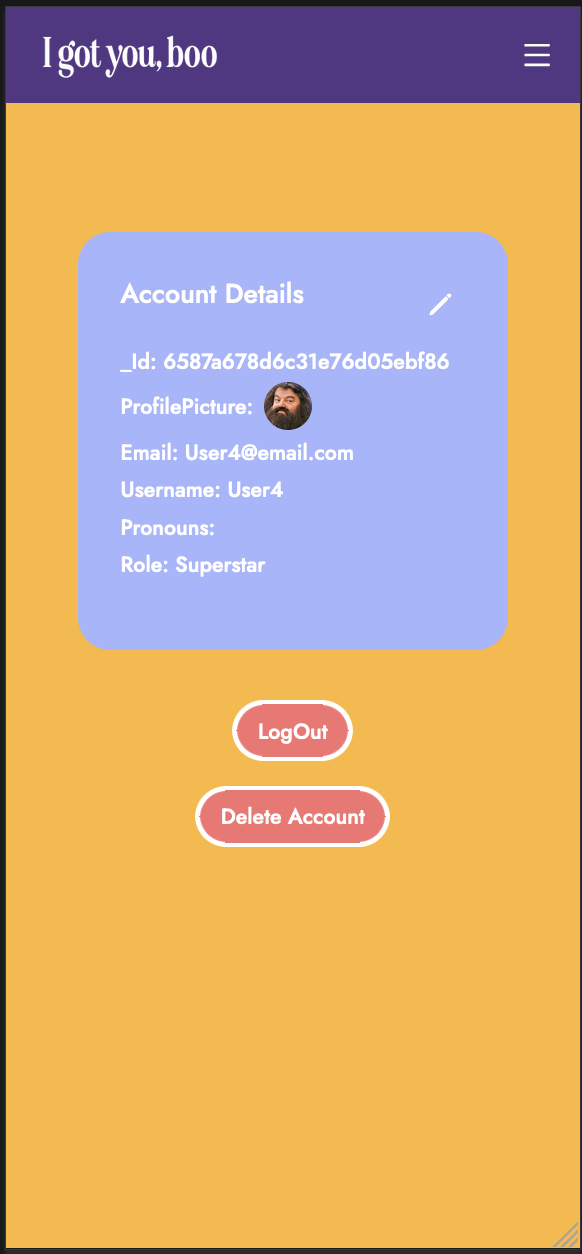 I got you, boo
Account Details
_Id: 6587a678d6c31e76d05ebf86
ProfilePicture:
Email: User4@email.com
Username: User4
Pronouns:
Role: Superstar
LogOut
Delete Account